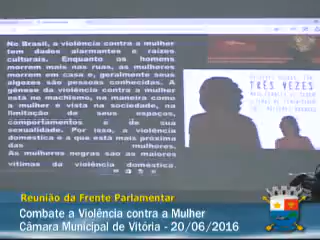 No Brasil, a violência contra a mulher
tem dados alarmantes e raízes
culturais. Enquanto os homens
morrem mais nas ruas, as mulheres
morrem em casa e, geralmente seus
algozes são pessoas conhecidas. A
gênese da violência contra a mulher
está no machismo, na maneira como
a mulher é vista na sociedade, na
limitação de seus espaços,
comportamentos e de sua
sexualidade. Por isso, a violência
doméstica é a que está mais próxima
das mulheres.
As mulheres negras são as maiores
vítimas da violência doméstica.
TRÊS VEZES
Reunião da Frente Parlamentar
Combate a Violência contra a Mulher
Câmara Municipal de Vitória - 20/06/2016